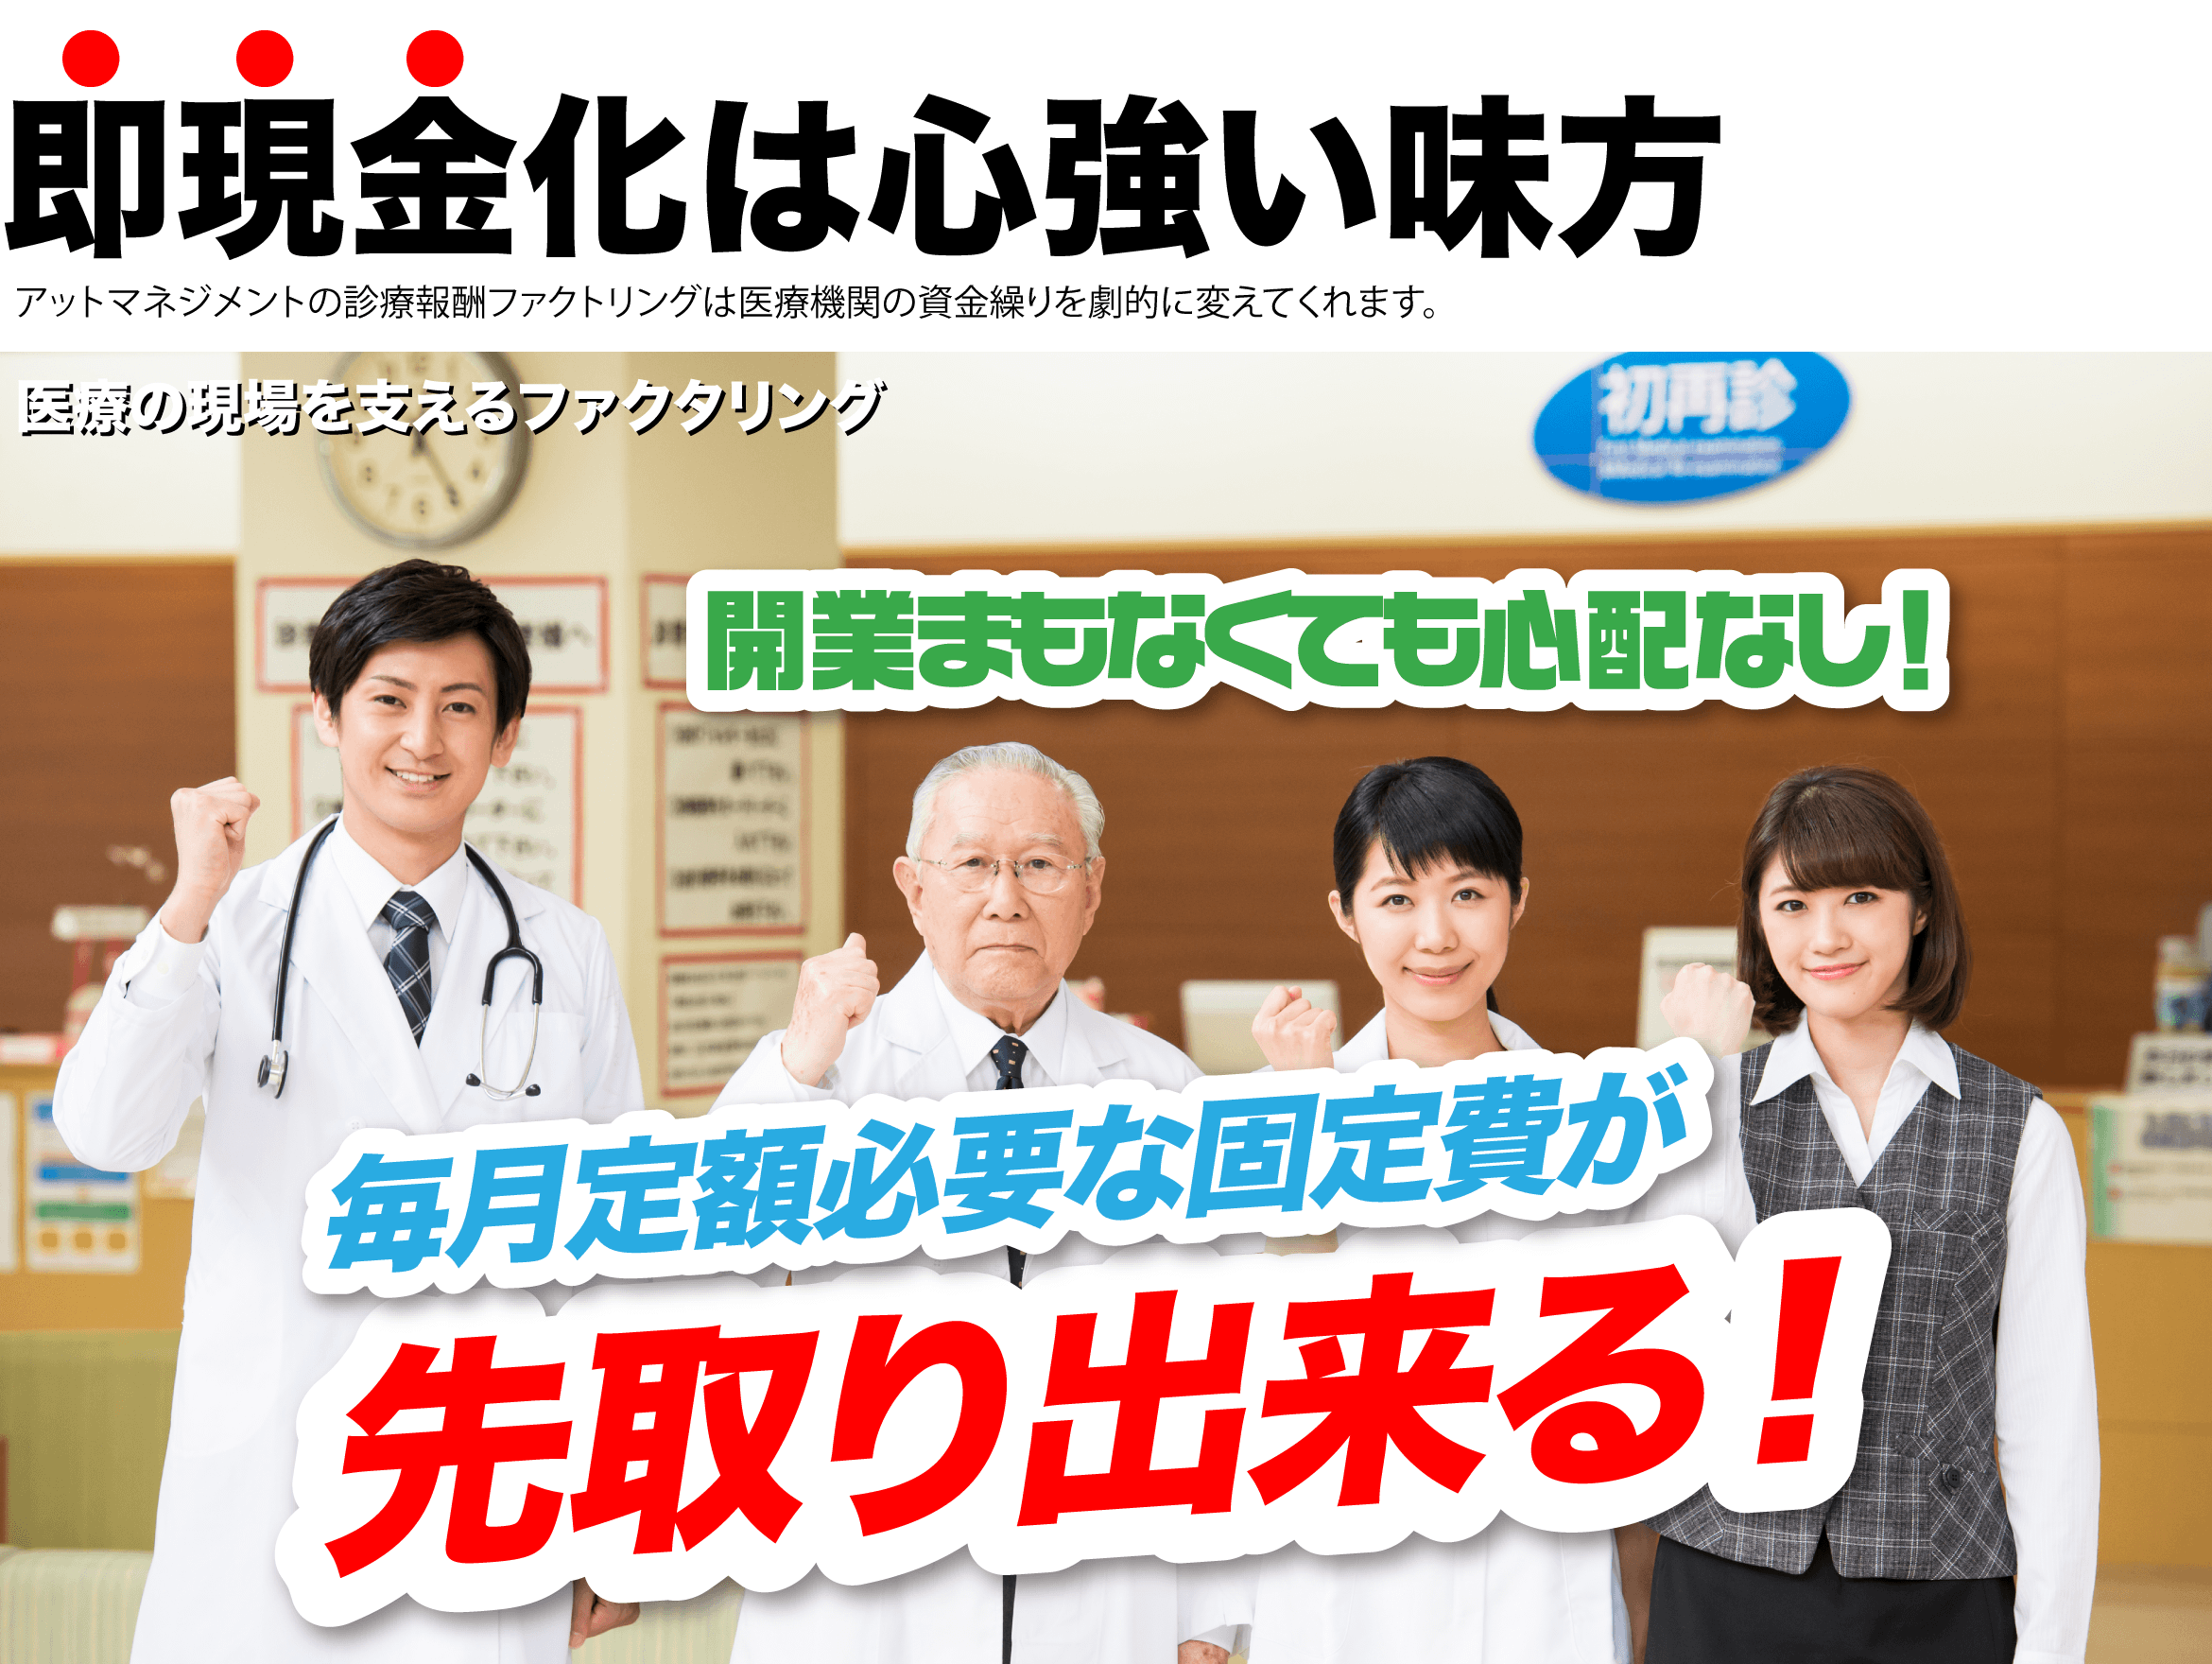 即現金化は心強い味方
アットマネジメントの診療報酬ファクトリングは医療機関の資金繰りを劇的に変えてくれます。
医療の現場を支えるファクタリング
初再診
開業まもなくても心配なし！
毎月定額必要な固定費が
先取り出来る！